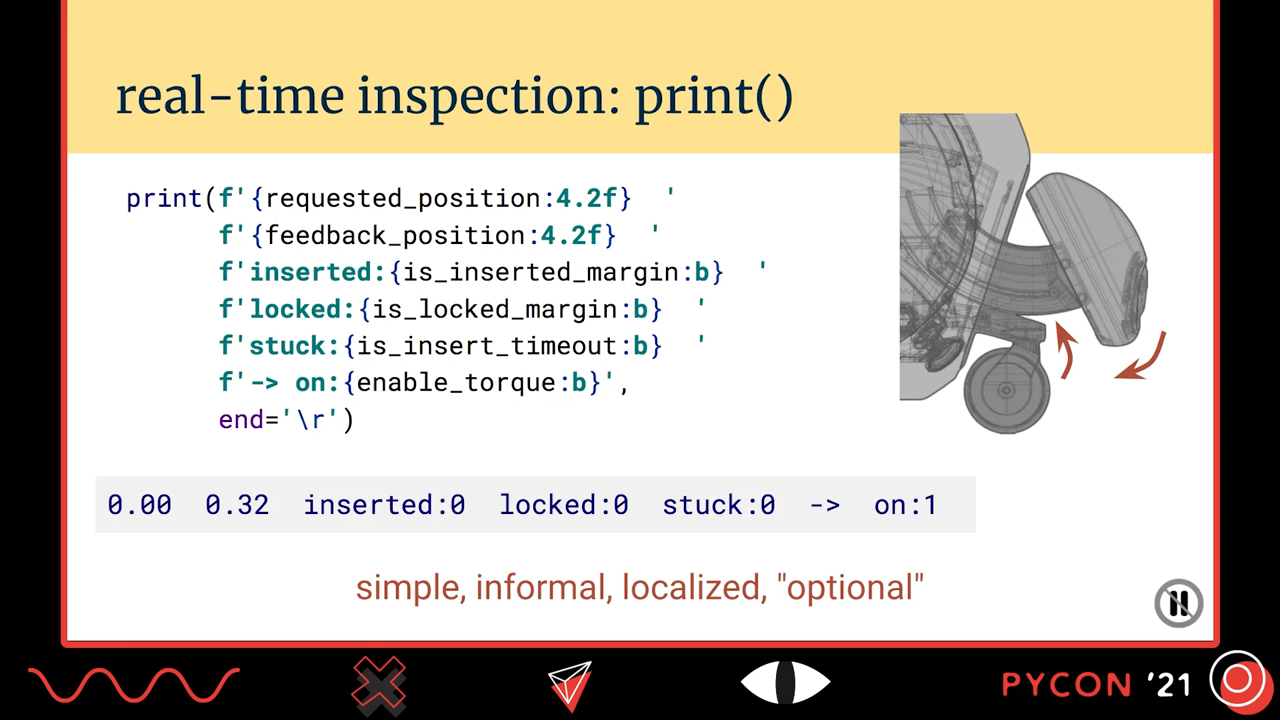 real-time inspection: print()
print(f'{requested_position:4.2f}  '
f'{feedback_position:4.2f}  '
f'inserted:{is_inserted_margin:b}  '
f'locked:{is_locked_margin:b}  '
f'stuck:{is_insert_timeout:b}  '
f'-> on:{enable_torque:b}',
end='\r')
0.00  0.32  inserted:0  locked:0  stuck:0  ->  on:1
simple, informal, localized, "optional"
PYCON '21